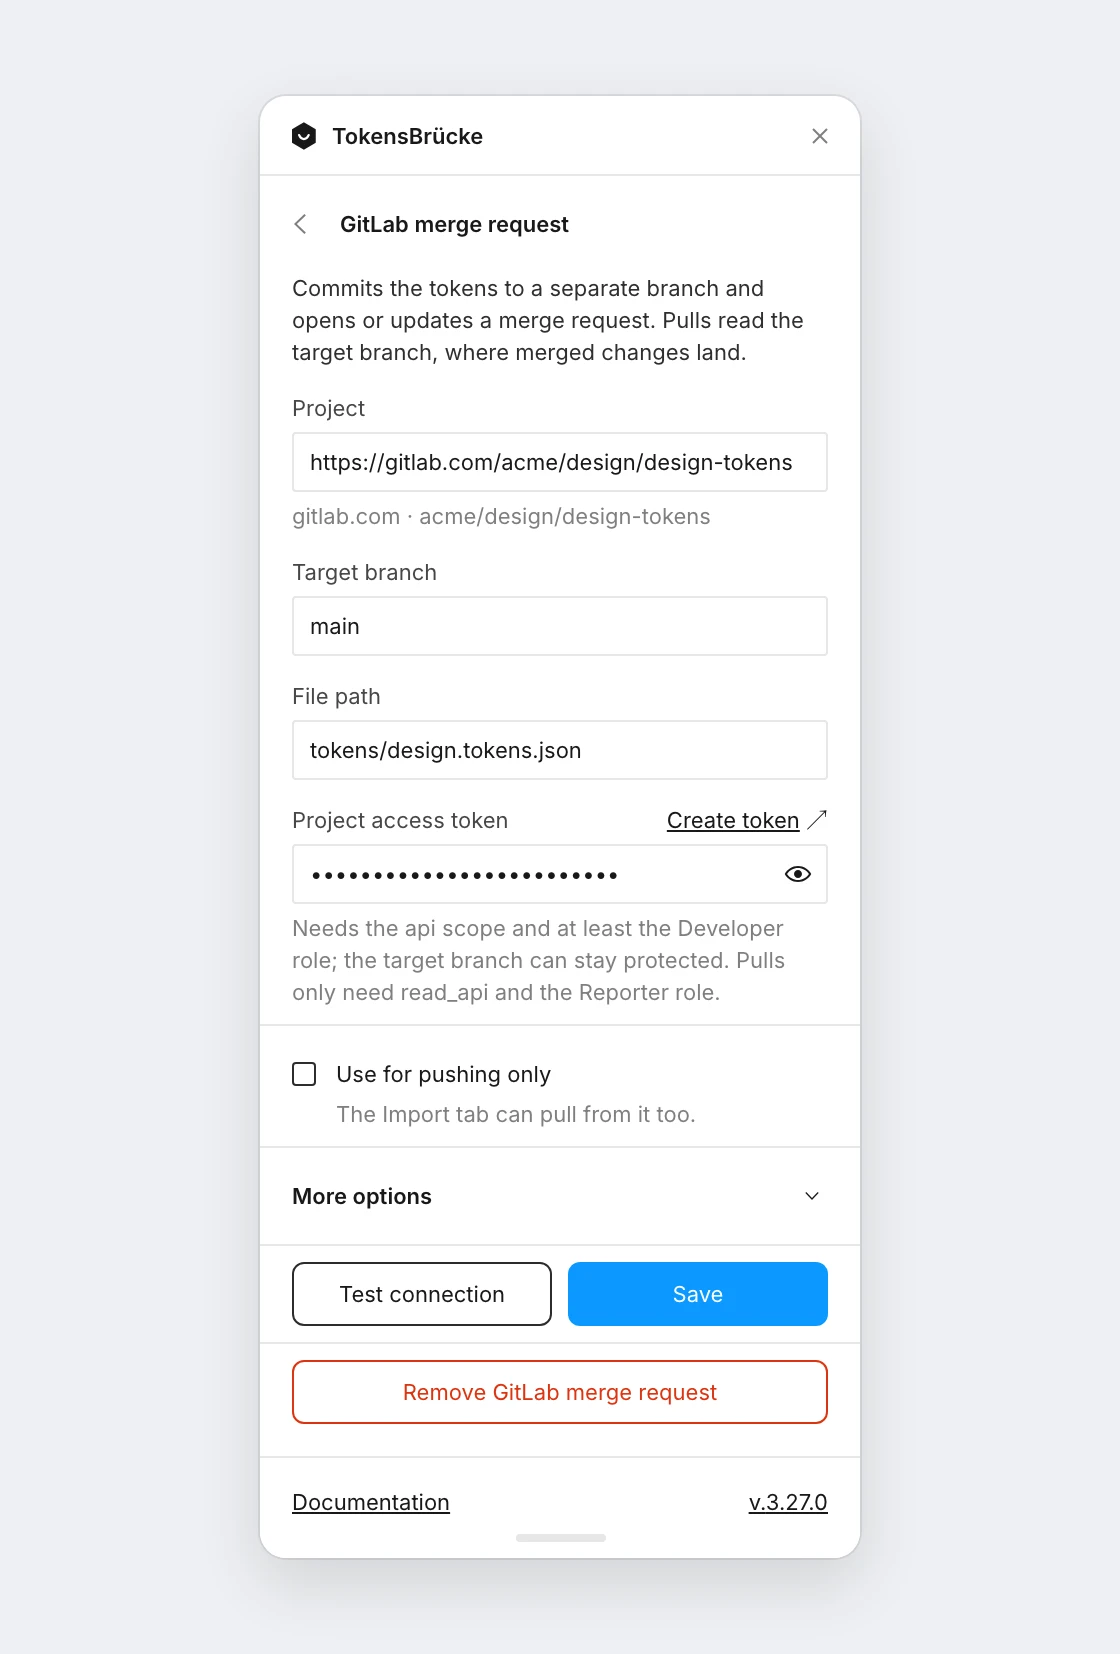 TokensBrücke
GitLab merge request
Commits the tokens to a separate branch and
opens or updates a merge request. Pulls read the
target branch, where merged changes land.
Project
https://gitlab.com/acme/design/design-tokens
gitlab.com · acme/design/design-tokens
Target branch
main
File path
tokens/design.tokens.json
Project access token Create token
•••••••••••••••••••••••••
Needs the api scope and at least the Developer
role; the target branch can stay protected. Pulls
only need read_api and the Reporter role.
Use for pushing only
The Import tab can pull from it too.
More options
Test connection Save
Remove GitLab merge request
Documentation v.3.27.0